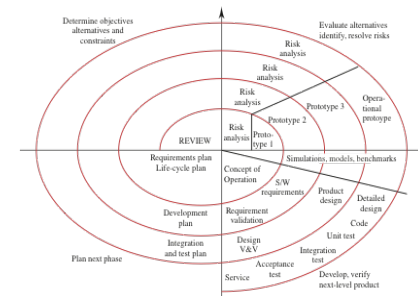 Determine objectives
alternatives and
constraints
Evaluate alternatives
identify, resolve risks
Risk
analysis
Risk
analysis
Risk
analysis
Risk
analysis
Proto-
type 1
Prototype 2
Prototype 3
Opera-
tional
protoype
REVIEW
Requirements plan
Life-cycle plan
Simulations, models, benchmarks
Concept of
Operation
S/W
requirements
Product
design
Detailed
design
Development
plan
Requirement
validation
Code
Unit test
Integration
and test plan
Design
V&V
Integration
test
Plan next phase
Acceptance
test
Service
Develop, verify
next-level product